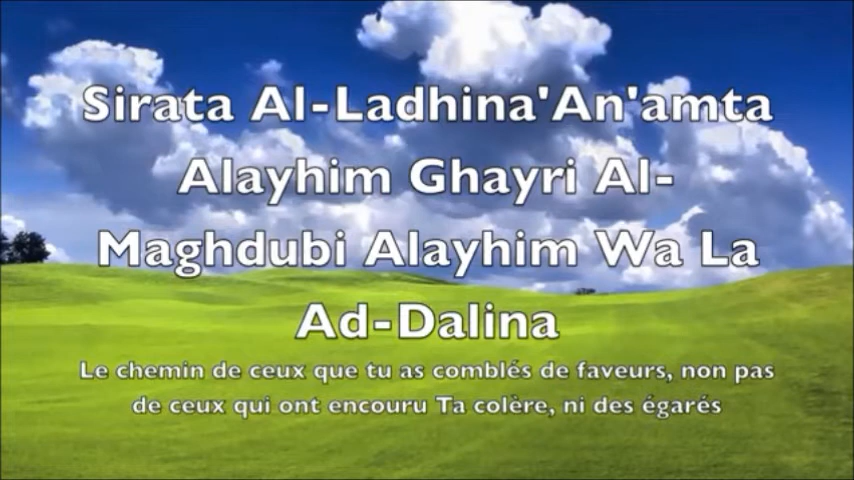 Sirata Al-Ladhina'An'amta
Alayhim Ghayri Al-
Maghdubi Alayhim Wa La
Ad-Dalina
Le chemin de ceux que tu as comblés de faveurs, non pas
de ceux qui ont encouru Ta colère, ni des égarés